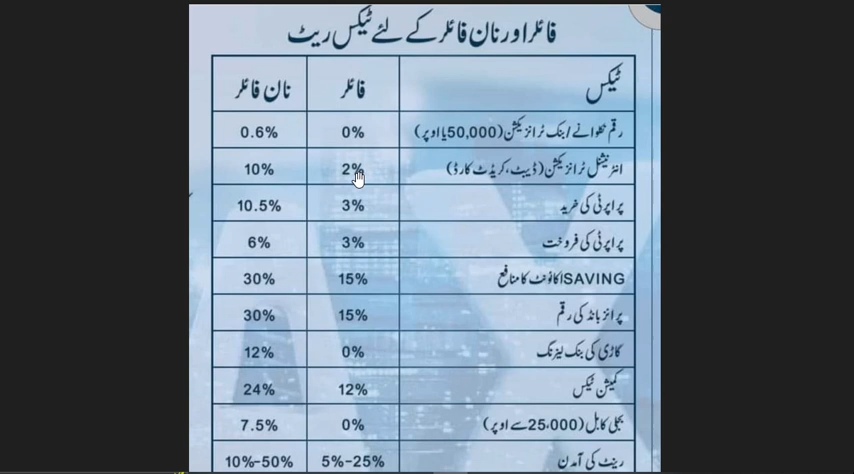 فائلر اور نان فائلر کے لئے ٹیکس ریٹ
ٹیکس فائلر نان فائلر
رقم نکلوانے / بنک ٹرانزیکشن (50,000 یا اوپر) 0% 0.6%
انٹرنیشنل ٹرانزیکشن (ڈیبٹ، کریڈٹ کارڈ) 2% 10%
پراپرٹی کی خرید 3% 10.5%
پراپرٹی کی فروخت 3% 6%
SAVING اکاؤنٹ کا منافع 15% 30%
پرائز بانڈ کی رقم 15% 30%
گاڑی کی بنک لیزنگ 0% 12%
کمیشن ٹیکس 12% 24%
بجلی کا بل (25،000 سے اوپر) 0% 7.5%
رینٹ کی آمدن 5%-25% 10%-50%